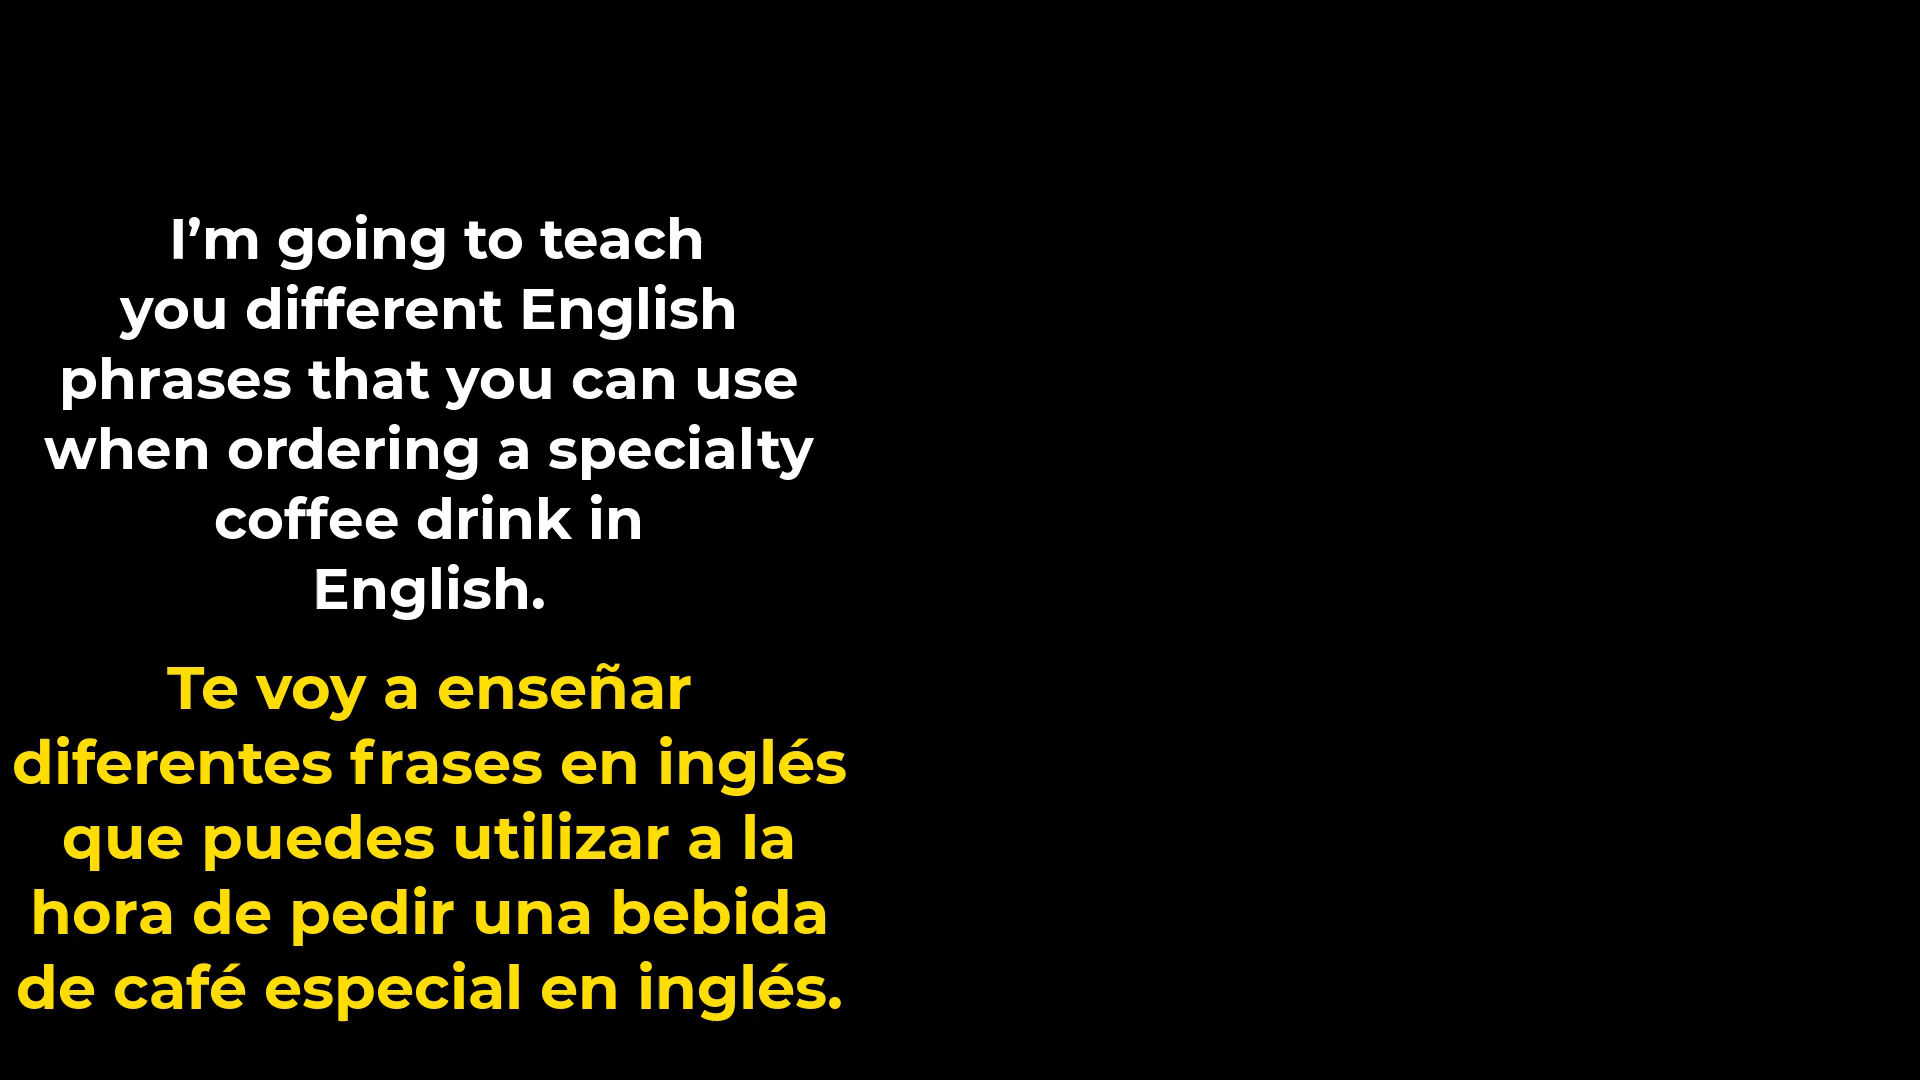 I’m going to teach
you different English
phrases that you can use
when ordering a specialty
coffee drink in
English.
Te voy a enseñar
diferentes frases en inglés
que puedes utilizar a la
hora de pedir una bebida
de café especial en inglés.